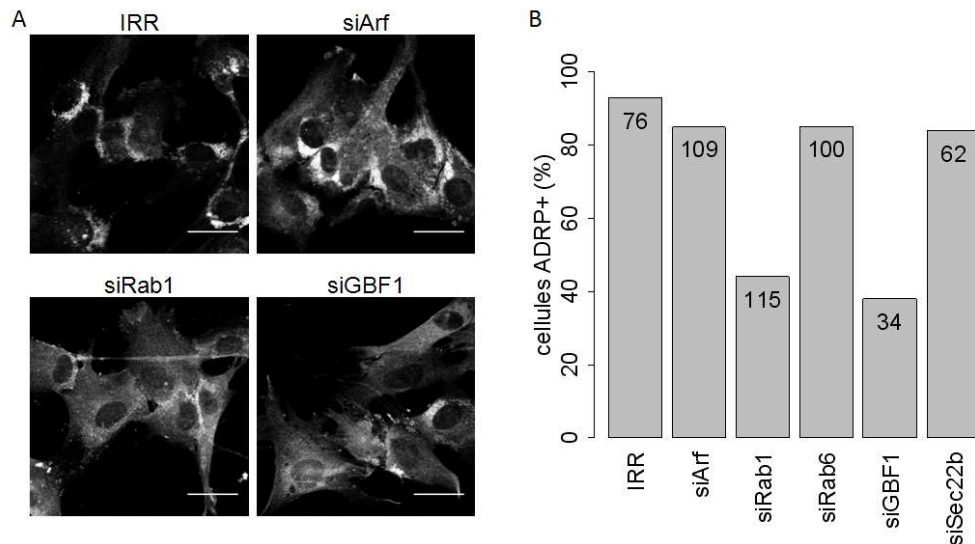 A
IRR
siArf
siRab1
siGBF1
B
cellules ADRP+ (%)
100
80
60
40
20
0
76
109
115
100
34
62
IRR
siArf
siRab1
siRab6
siGBF1
siSec22b